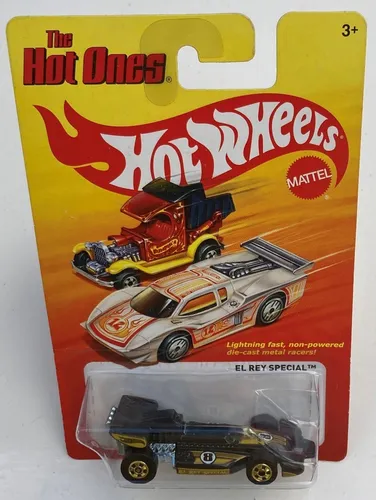 The
Hot Ones®
3+
Hot Wheels
MATTEL
12
Lightning fast, non-powered
die-cast metal racers!
EL REY SPECIAL™
8